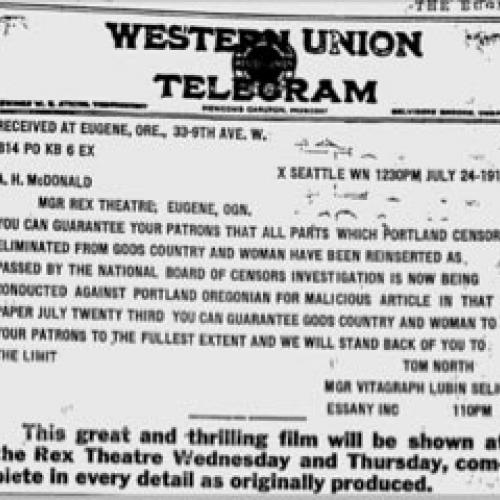 WESTERN UNION
TELEGRAM
RECEIVED AT EUGENE, ORE., 33-9TH AVE. W.
814 PO KB 6 EX
X SEATTLE WN 1230PM JULY 24-191
A. H. McDONALD
MGR REX THEATRE; EUGENE, OGN.
YOU CAN GUARANTEE YOUR PATRONS THAT ALL PARTS WHICH PORTLAND CENSOR
ELIMINATED FROM GODS COUNTRY AND WOMAN HAVE BEEN REINSERTED AS
PASSED BY THE NATIONAL BOARD OF CENSORS INVESTIGATION IS NOW BEING
CONDUCTED AGAINST PORTLAND OREGONIAN FOR MALICIOUS ARTICLE IN THAT
PAPER JULY TWENTY THIRD YOU CAN GUARANTEE GODS COUNTRY AND WOMAN TO
YOUR PATRONS TO THE FULLEST EXTENT AND WE WILL STAND BACK OF YOU TO
THE LIMIT
TOM NORTH
MGR VITAGRAPH LUBIN SELI
ESSANY INC 110PM
This great and thrilling film will be shown at
the Rex Theatre Wednesday and Thursday, com
plete in every detail as originally produced.